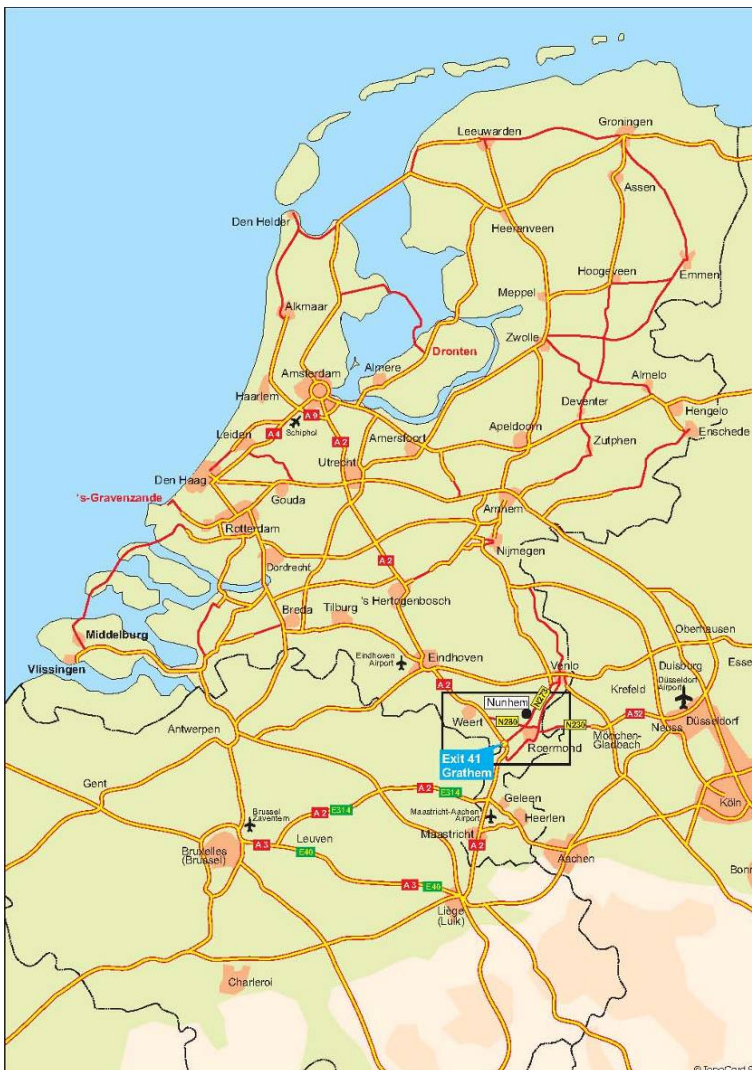 Groningen
Leeuwarden
Assen
Den Helder
Heerenveen
Hoogeveen
Emmen
Meppel
Alkmaar
Zwolle
Dronten
Amsterdam
Almere
Almelo
Haarlem
Deventer
Hengelo
A 9
Leiden
A 4
Schiphol
A 2
Amersfoort
Apeldoorn
Enschede
Zutphen
Utrecht
Den Haag
's-Gravenzande
Gouda
Arnhem
Rotterdam
Nijmegen
Dordrecht
A 2
's Hertogenbosch
Breda
Tilburg
Middelburg
Oberhausen
Vlissingen
Eindhoven
Airport
Eindhoven
Venlo
Duisburg
Esse
A 2
Krefeld
Düsseldorf
Airport
Nunhem
N273
Antwerpen
Weert
N280
N230
A 52
Neuss
Düsseldorf
Mönchen-
Gladbach
Roermond
Exit 41
Grathem
Gent
A 2
E314
Geleen
Köln
A 2
E314
Maastricht-Aachen
Airport
Heerlen
Brussel
Zaventem
Leuven
Maastricht
A 2
Bruxelles
(Brussel)
A 3
E40
Aachen
Bonn
A 3
E40
Liège
(Luik)
Charleroi